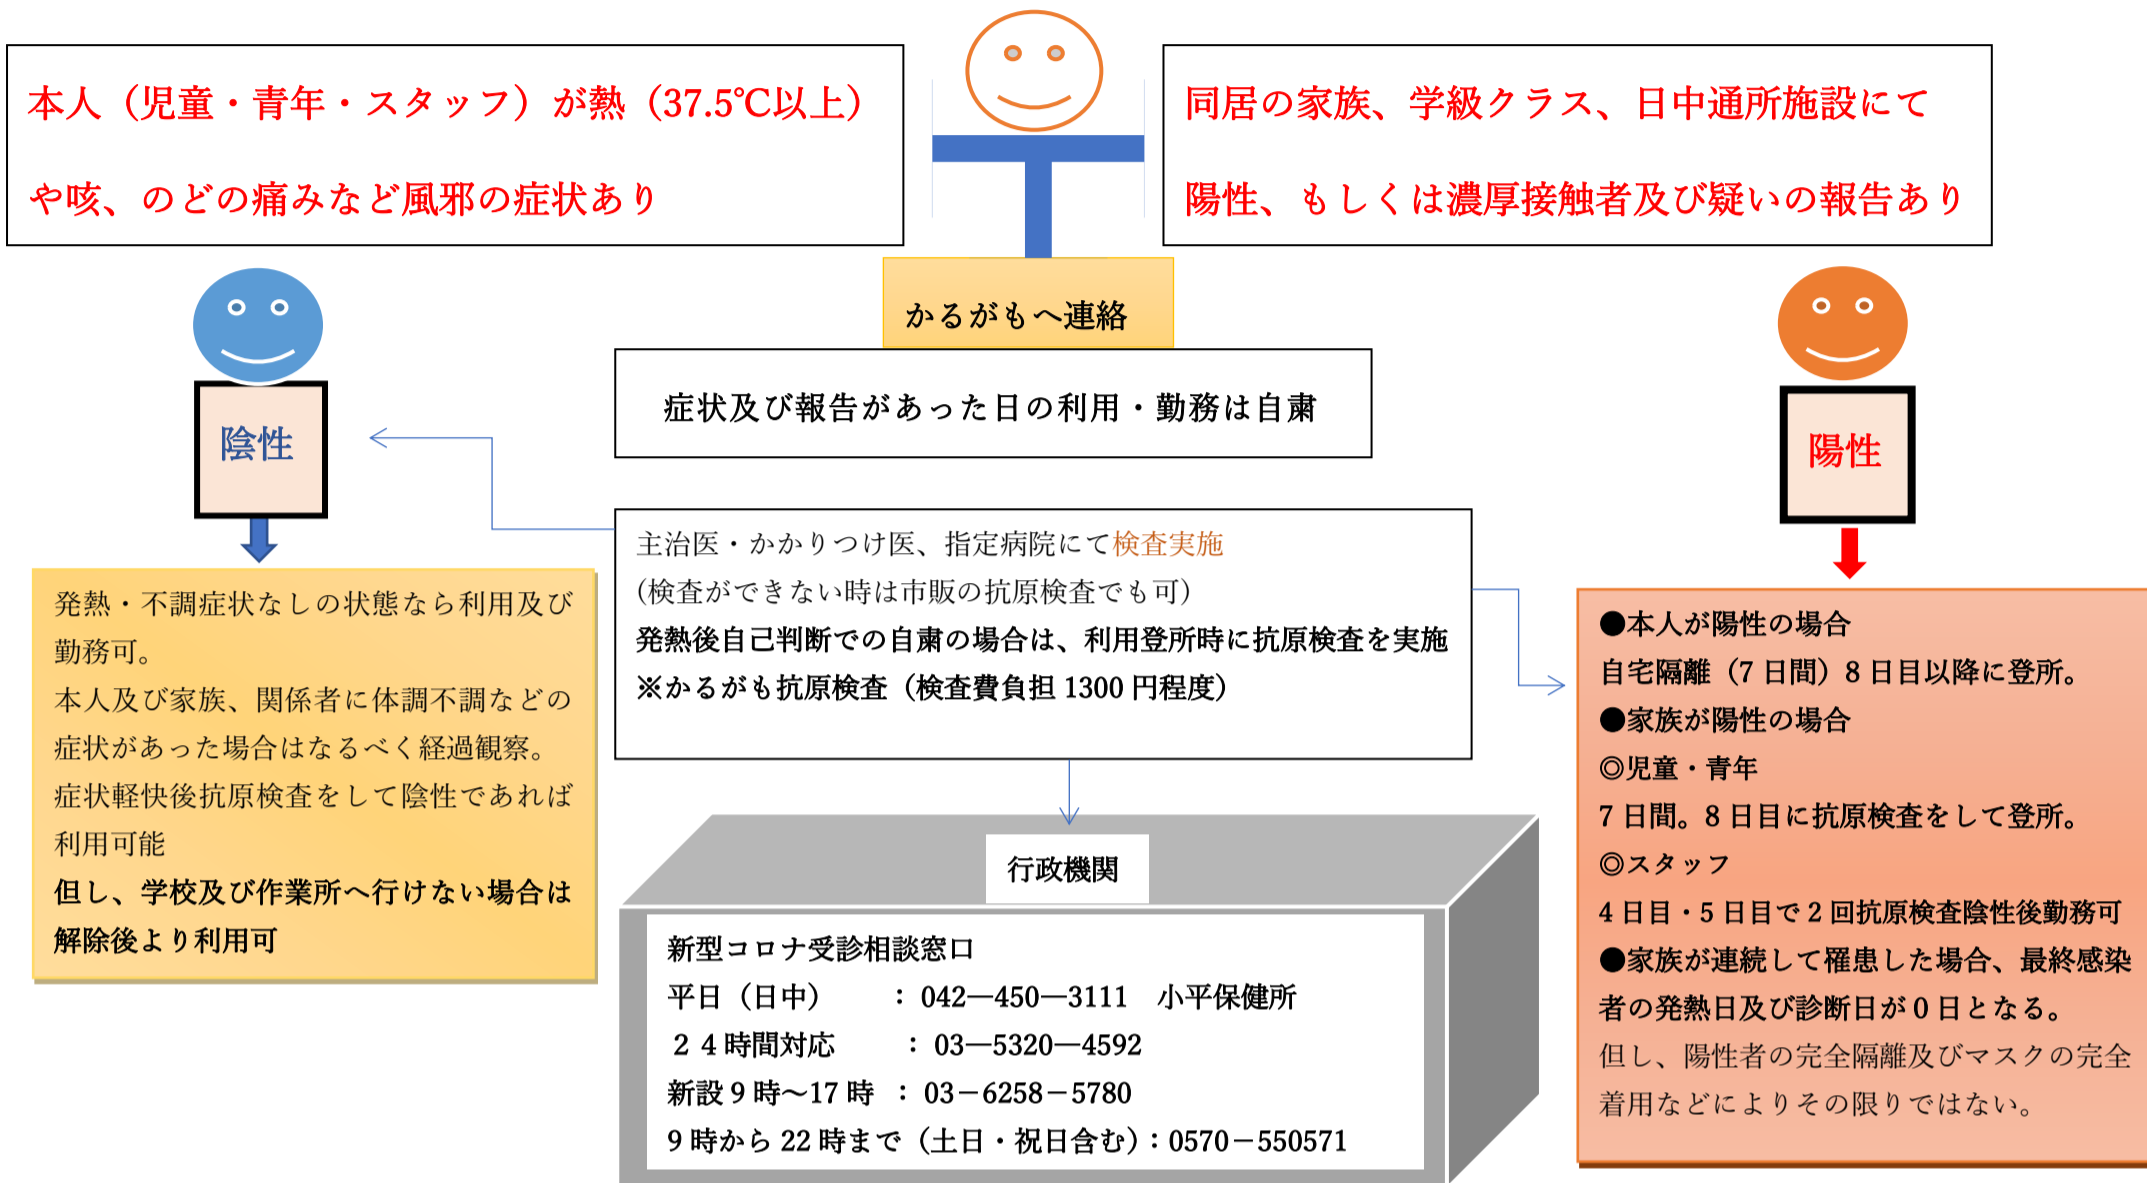 本人（児童・青年・スタッフ）が熱（37.5℃以上）
や咳、のどの痛みなど風邪の症状あり
同居の家族、学級クラス、日中通所施設にて
陽性、もしくは濃厚接触者及び疑いの報告あり
かるがもへ連絡
症状及び報告があった日の利用・勤務は自粛
陰性
陽性
主治医・かかりつけ医、指定病院にて検査実施
(検査ができない時は市販の抗原検査でも可）
発熱後自己判断での自粛の場合は、利用登所時に抗原検査を実施
※かるがも抗原検査（検査費負担 1300 円程度）
発熱・不調症状なしの状態なら利用及び
勤務可。
本人及び家族、関係者に体調不調などの
症状があった場合はなるべく経過観察。
症状軽快後抗原検査をして陰性であれば
利用可能
但し、学校及び作業所へ行けない場合は
解除後より利用可
●本人が陽性の場合
自宅隔離（7 日間）8 日目以降に登所。
●家族が陽性の場合
◎児童・青年
7 日間。8 日目に抗原検査をして登所。
◎スタッフ
4 日目・5 日目で 2 回抗原検査陰性後勤務可
●家族が連続して罹患した場合、最終感染
者の発熱日及び診断日が 0 日となる。
但し、陽性者の完全隔離及びマスクの完全
着用などによりその限りではない。
行政機関
新型コロナ受診相談窓口
平日（日中）　　：042―450―3111　小平保健所
２４時間対応　　：03―5320―4592
新設 9 時～17 時 ：03－6258－5780
9 時から 22 時まで（土日・祝日含む）：0570－550571